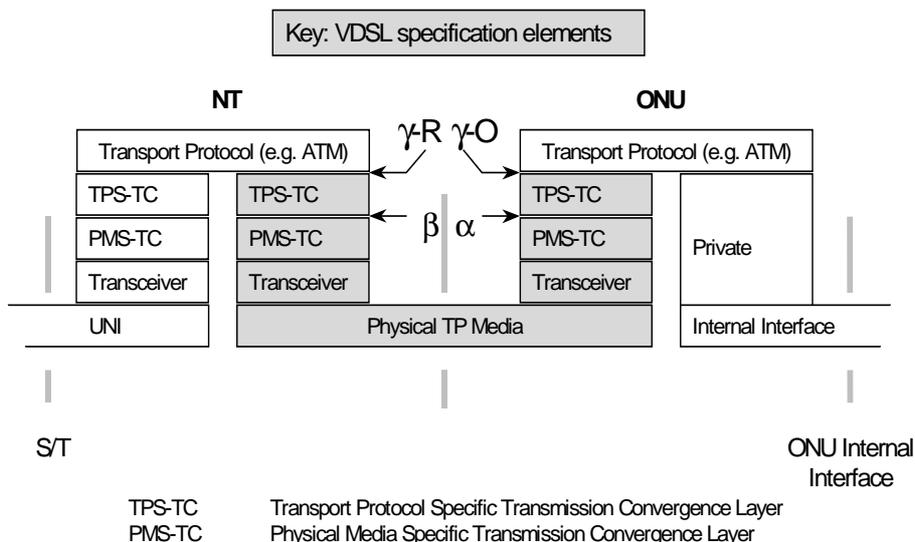 Key: VDSL specification elements
NT ONU
γ-R γ-O
Transport Protocol (e.g. ATM) Transport Protocol (e.g. ATM)
TPS-TC TPS-TC TPS-TC
β α
PMS-TC PMS-TC PMS-TC Private
Transceiver Transceiver Transceiver
UNI Physical TP Media Internal Interface
S/T ONU Internal
Interface
TPS-TC Transport Protocol Specific Transmission Convergence Layer
PMS-TC Physical Media Specific Transmission Convergence Layer